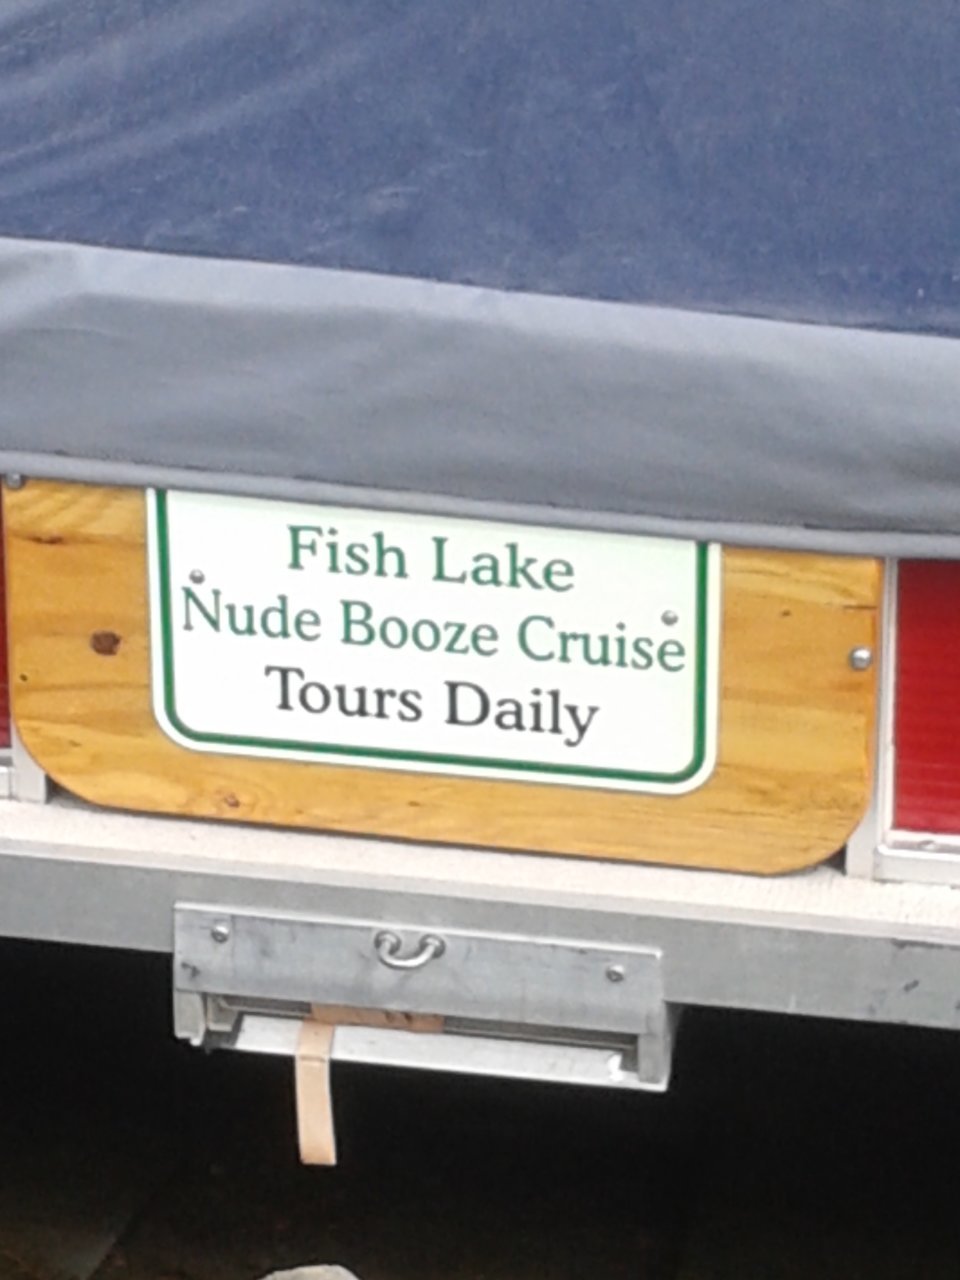 Fish Lake
Nude Booze Cruise
Tours Daily